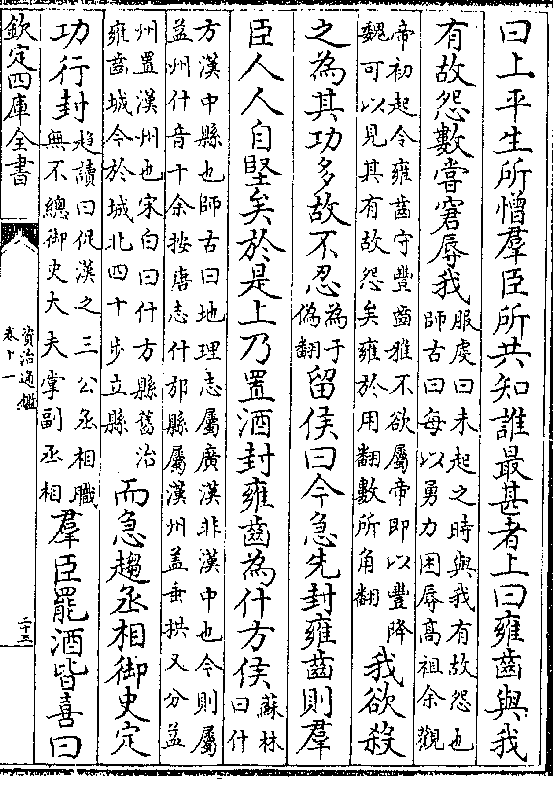 曰上平生所憎羣臣所共知誰最甚者上曰雍齒與我
有故怨數嘗窘辱我服虔曰未起之時與我有故怨也師古曰每以勇力困辱高祖余觀
帝初起令雍齒守豐齒雅不欲屬帝即以豐降魏可以見其有故怨矣雍於用翻數所角翻我欲殺
之為其功多故不忍為于偽翻留侯曰今急先封雍齒則羣
臣人人自堅矣於是上乃置酒封雍齒為什方侯蘇林曰什
方漢中縣也師古曰地理志屬廣漢非漢中也今則屬益州什音十余按唐志什邡縣屬漢州盖垂拱又分益
州置漢州也宋白曰什方縣舊治雍齒城今於城北四十步立縣而急趨丞相御史定
功行封趨讀曰促漢之三公丞相職無不總御史大夫掌副丞相羣臣罷酒皆喜曰
欽定四庫全書
資治通鑑
卷十一
二十五